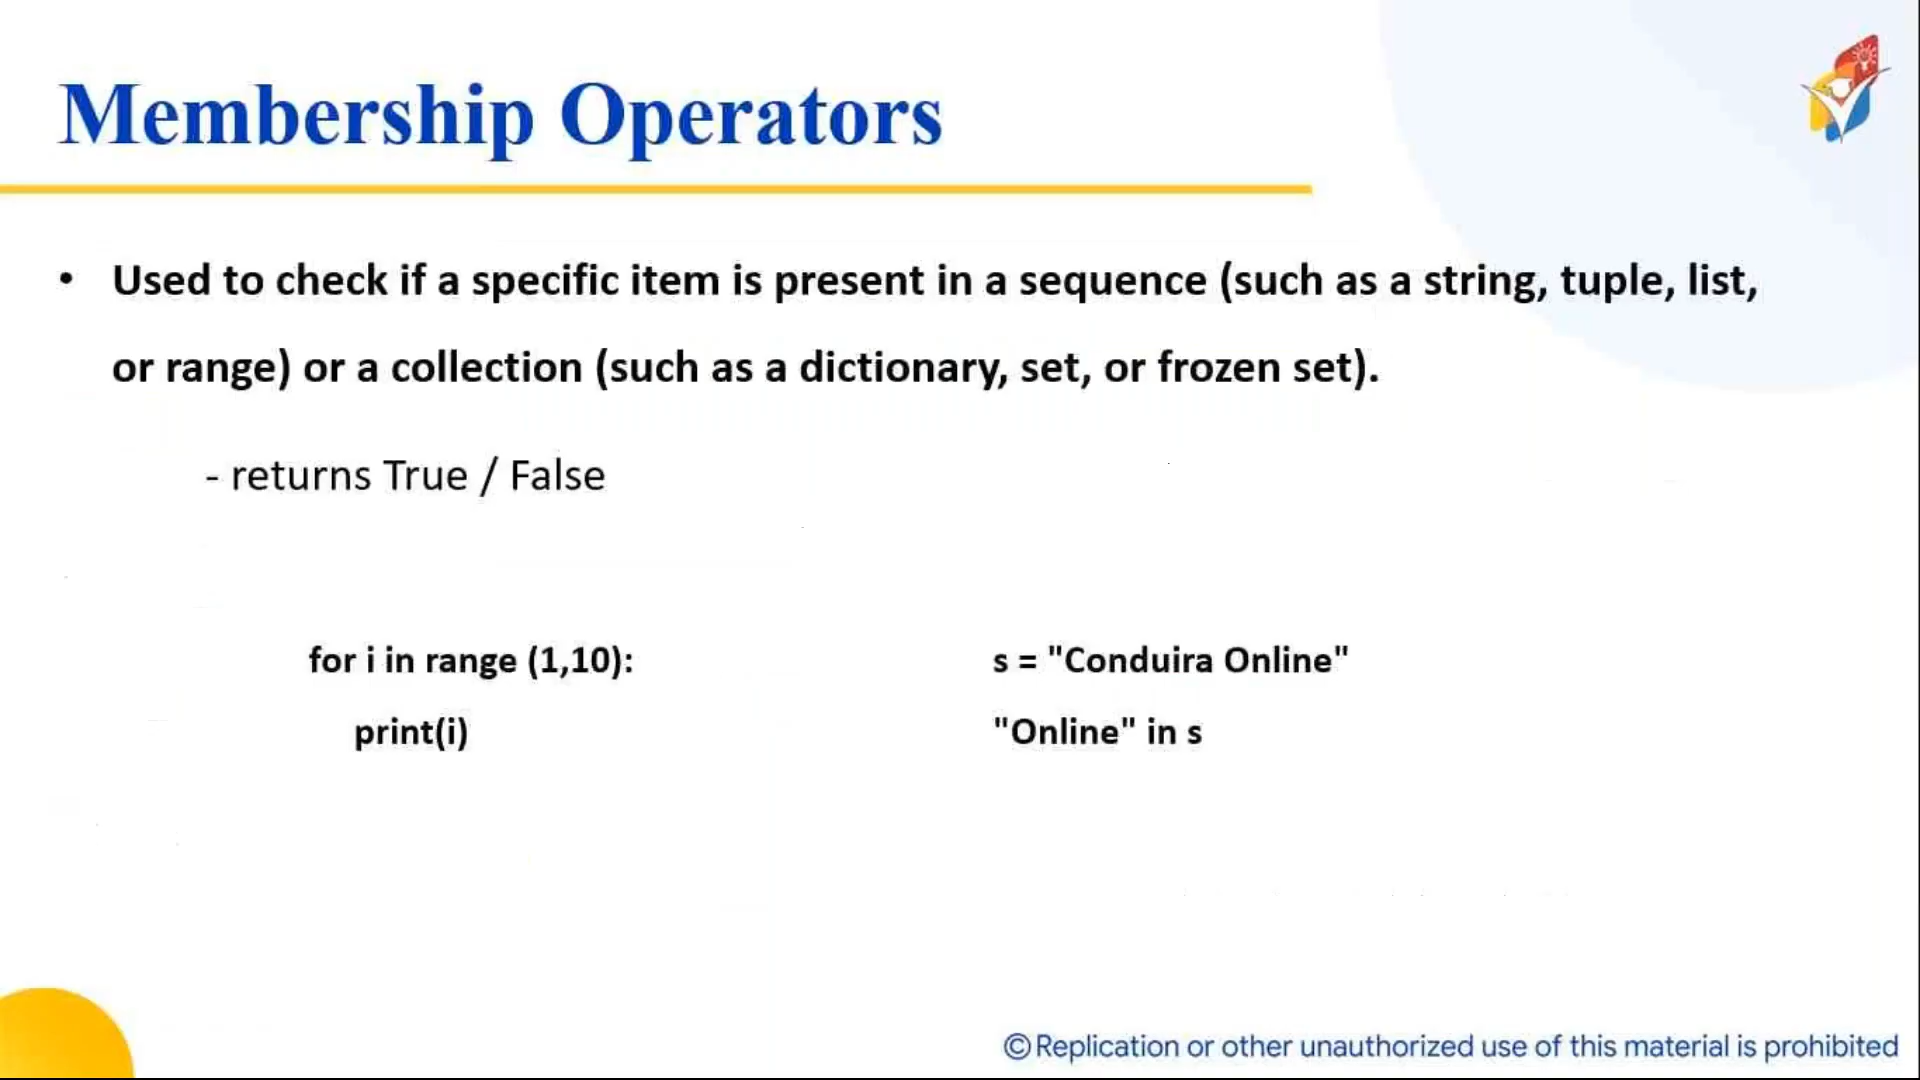 Membership Operators
• Used to check if a specific item is present in a sequence (such as a string, tuple, list,
or range) or a collection (such as a dictionary, set, or frozen set).
- returns True / False
for i in range (1,10):
print(i)
s = "Conduira Online"
"Online" in s
©Replication or other unauthorized use of this material is prohibited